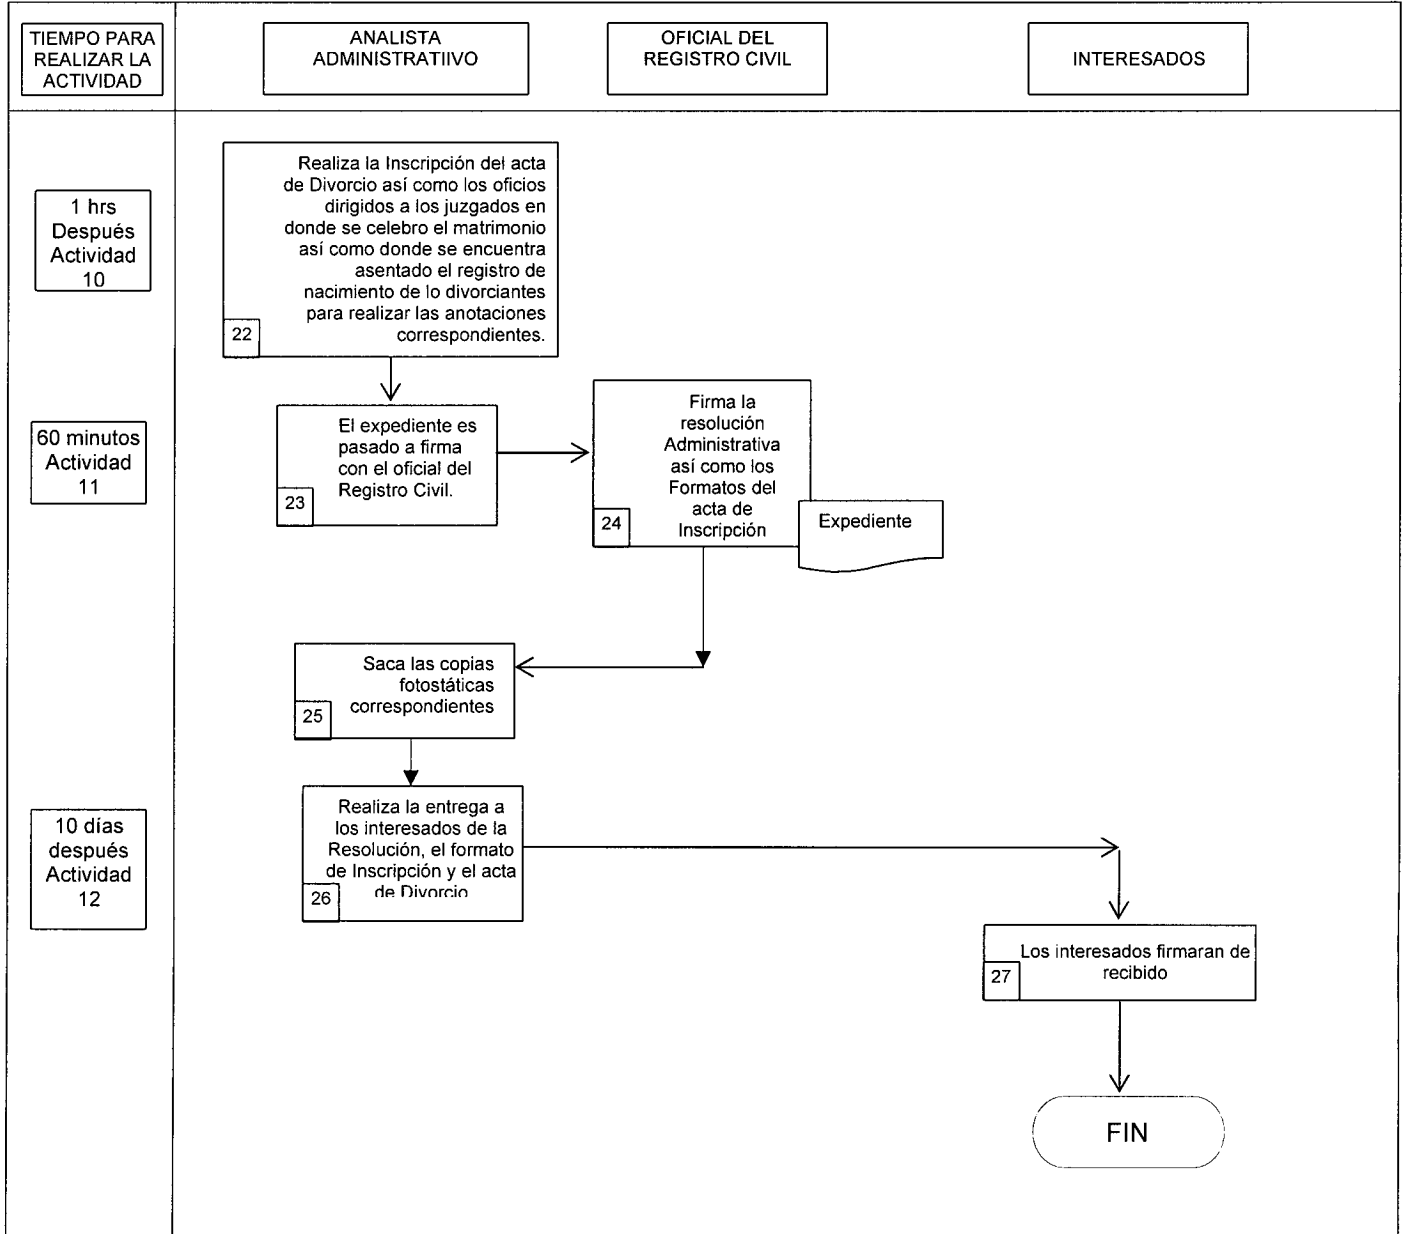 TIEMPO PARA
REALIZAR LA
ACTIVIDAD
ANALISTA
ADMINISTRATIIVO
OFICIAL DEL
REGISTRO CIVIL
INTERESADOS
1 hrs
Después
Actividad
10
Realiza la Inscripción del acta
de Divorcio así como los oficios
dirigidos a los juzgados en
donde se celebro el matrimonio
así como donde se encuentra
asentado el registro de
nacimiento de lo divorciantes
para realizar las anotaciones
correspondientes.
22
60 minutos
Actividad
11
El expediente es
pasado a firma
con el oficial del
Registro Civil.
23
Firma la
resolución
Administrativa
así como los
Formatos del
acta de
Inscripción
24
Expediente
Saca las copias
fotostáticas
correspondientes
25
10 días
después
Actividad
12
Realiza la entrega a
los interesados de la
Resolución, el formato
de Inscripción y el acta
de Divorcio
26
Los interesados firmaran de
recibido
27
FIN